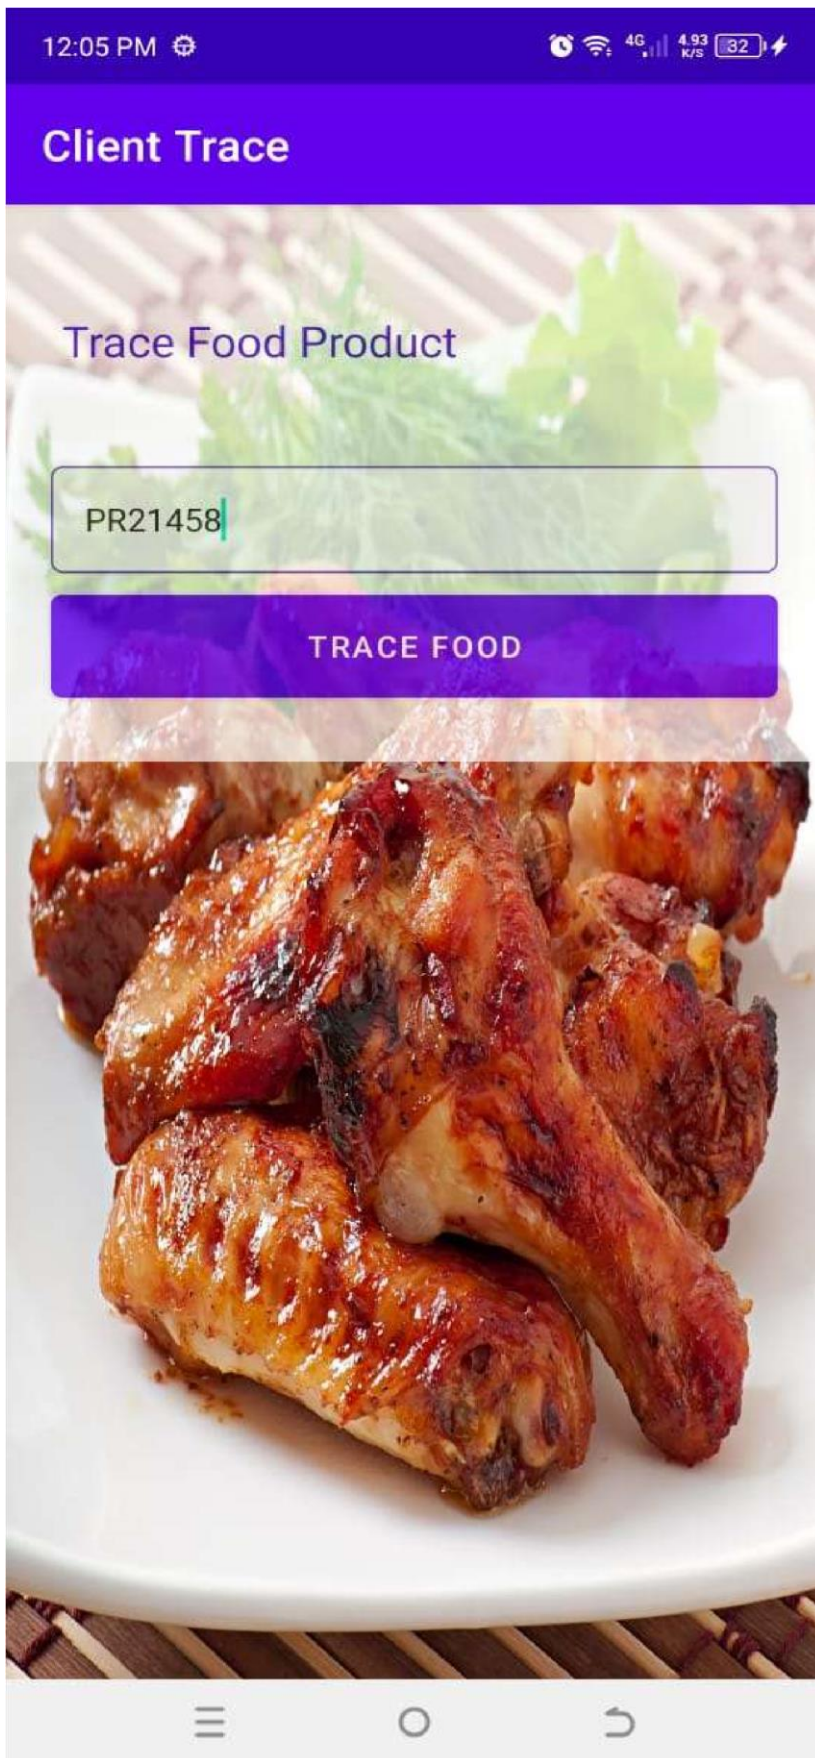 12:05 PM 4G 4.93 K/S 32
Client Trace
Trace Food Product
PR21458
TRACE FOOD